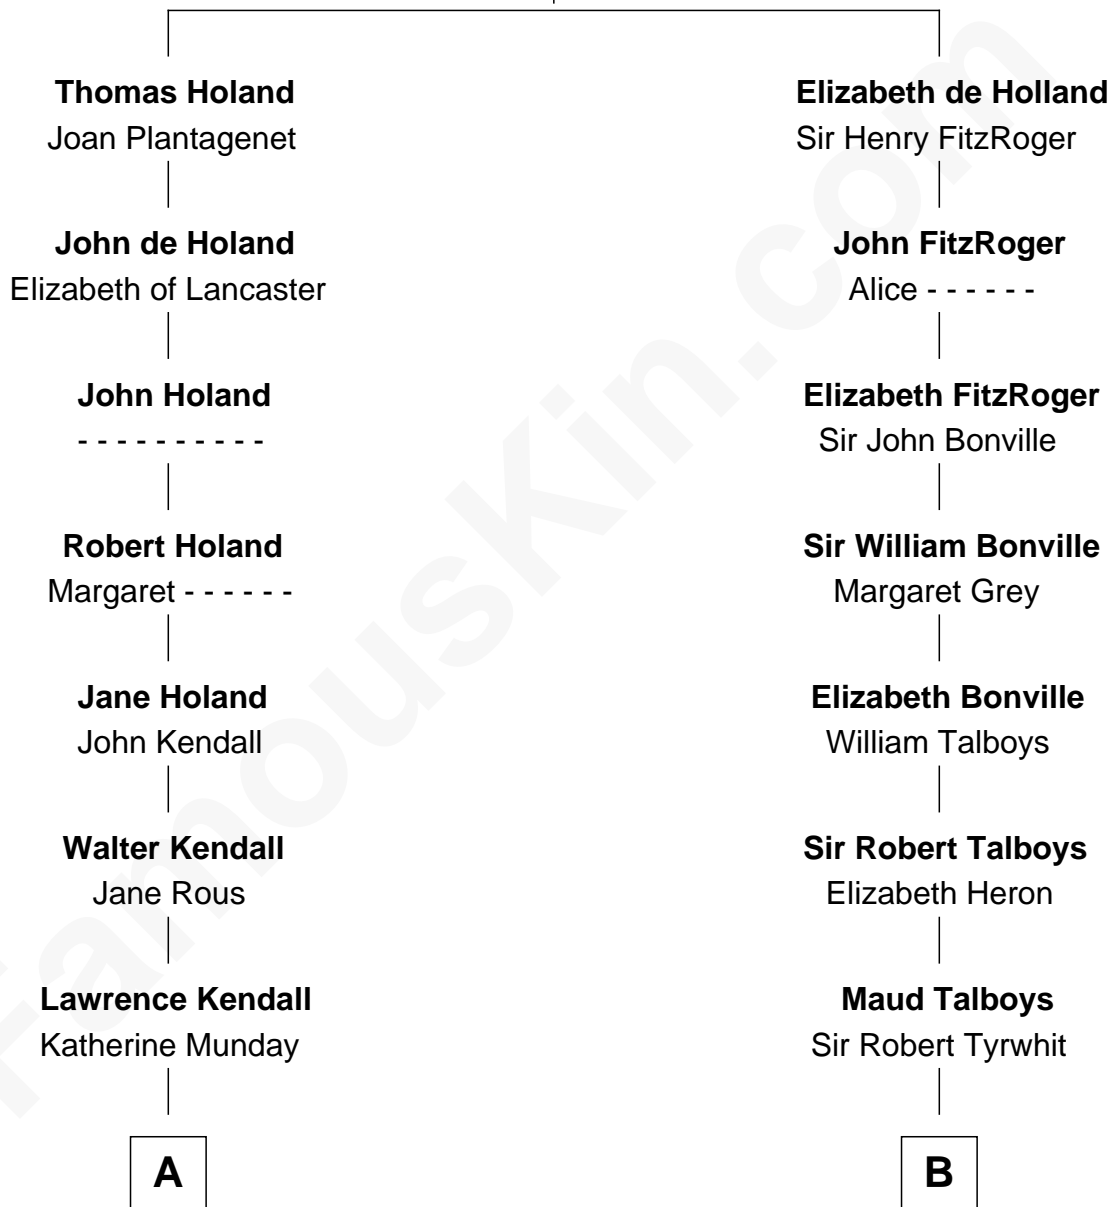 Thomas Holand
Joan Plantagenet
John de Holand
Elizabeth of Lancaster
John Holand
- - - - - - - - - -
Robert Holand
Margaret - - - - - -
Jane Holand
John Kendall
Walter Kendall
Jane Rous
Lawrence Kendall
Katherine Munday
A
Elizabeth de Holland
Sir Henry FitzRoger
John FitzRoger
Alice - - - - - -
Elizabeth FitzRoger
Sir John Bonville
Sir William Bonville
Margaret Grey
Elizabeth Bonville
William Talboys
Sir Robert Talboys
Elizabeth Heron
Maud Talboys
Sir Robert Tyrwhit
B
FamousKin.com